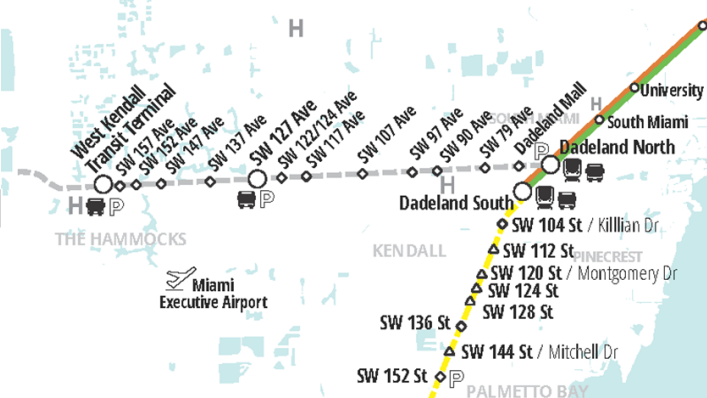 H
West Kendall
Transit Terminal
SW 157 Ave
SW 152 Ave
SW 147 Ave
SW 137 Ave
SW 127 Ave
SW 122/124 Ave
SW 117 Ave
SW 107 Ave
SW 97 Ave
SW 90 Ave
SW 79 Ave
Dadeland Mall
P
Dadeland North
University
H
SOUTH MIAMI
South Miami
H
P
P
H
Dadeland South
THE HAMMOCKS
KENDALL
PINECREST
Miami
Executive Airport
SW 104 St / Killlian Dr
SW 112 St
SW 120 St / Montgomery Dr
SW 124 St
SW 128 St
SW 136 St
SW 144 St / Mitchell Dr
SW 152 St
P
PALMETTO BAY